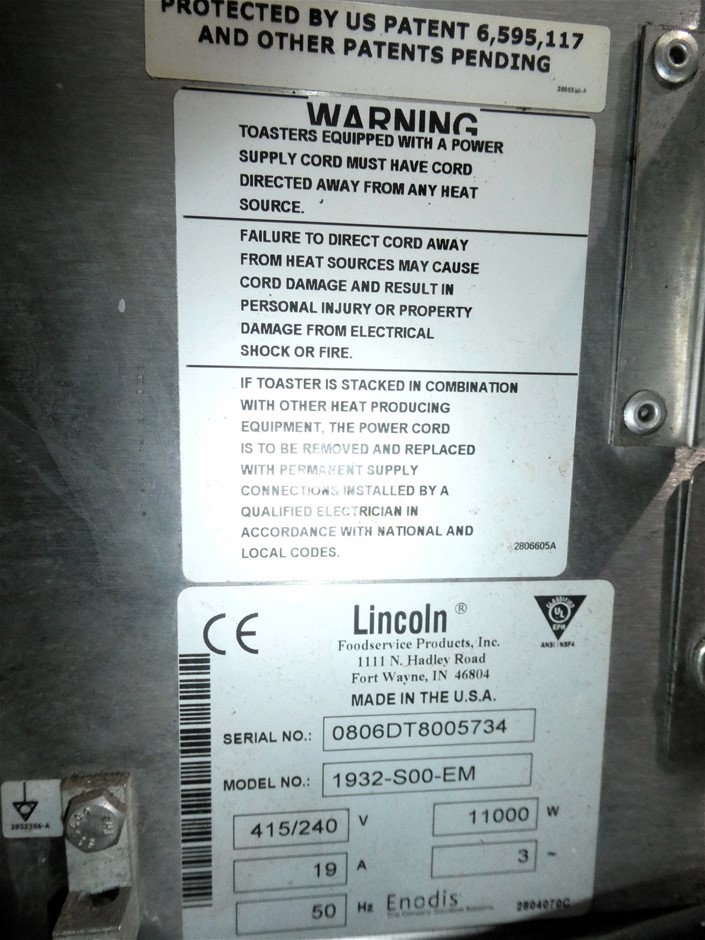 PROTECTED BY US PATENT 6,595,117
AND OTHER PATENTS PENDING
WARNING
TOASTERS EQUIPPED WITH A POWER
SUPPLY CORD MUST HAVE CORD
DIRECTED AWAY FROM ANY HEAT
SOURCE.
FAILURE TO DIRECT CORD AWAY
FROM HEAT SOURCES MAY CAUSE
CORD DAMAGE AND RESULT IN
PERSONAL INJURY OR PROPERTY
DAMAGE FROM ELECTRICAL
SHOCK OR FIRE.
IF TOASTER IS STACKED IN COMBINATION
WITH OTHER HEAT PRODUCING
EQUIPMENT, THE POWER CORD
IS TO BE REMOVED AND REPLACED
WITH PERMANENT SUPPLY
CONNECTIONS INSTALLED BY A
QUALIFIED ELECTRICIAN IN
ACCORDANCE WITH NATIONAL AND
LOCAL CODES.
2806605A
CE
Lincoln ®
Foodservice Products, Inc.
1111 N. Hadley Road
Fort Wayne, IN 46804
MADE IN THE U.S.A.
CLASSIFIED
UL
EPH
ANSI / NSF4
SERIAL NO.: 0806DT8005734
MODEL NO.: 1932-S00-EM
415/240 V 11000 W
19 A 3 ~
50 Hz Enodis 2804070C